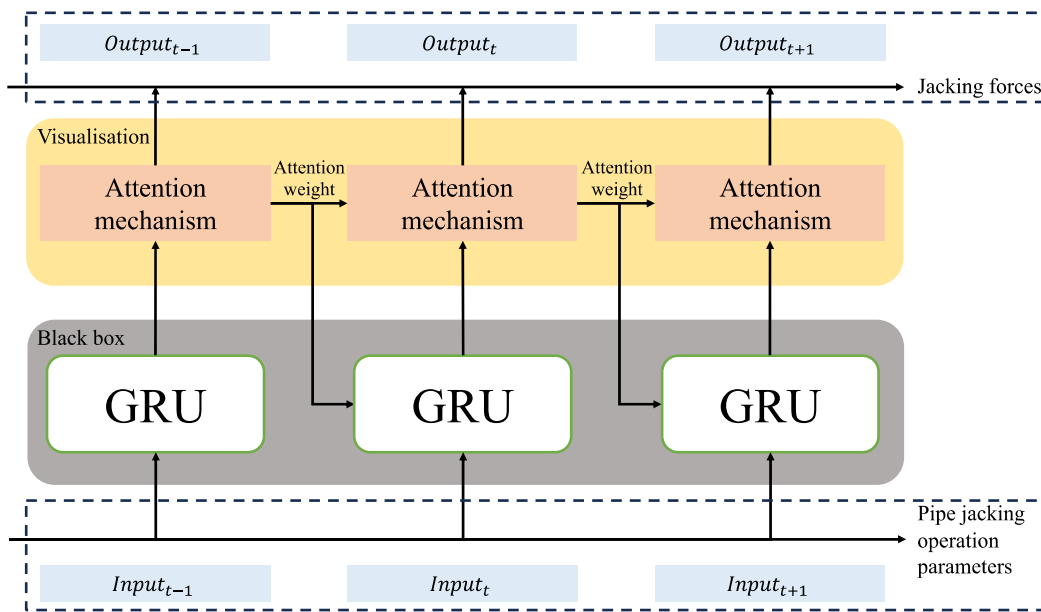 Output_{t-1} Output_t Output_{t+1}
Jacking forces
Visualisation
Attention
mechanism
Attention
weight
Attention
mechanism
Attention
weight
Attention
mechanism
Black box
GRU GRU GRU
Pipe jacking
operation
parameters
Input_{t-1} Input_t Input_{t+1}